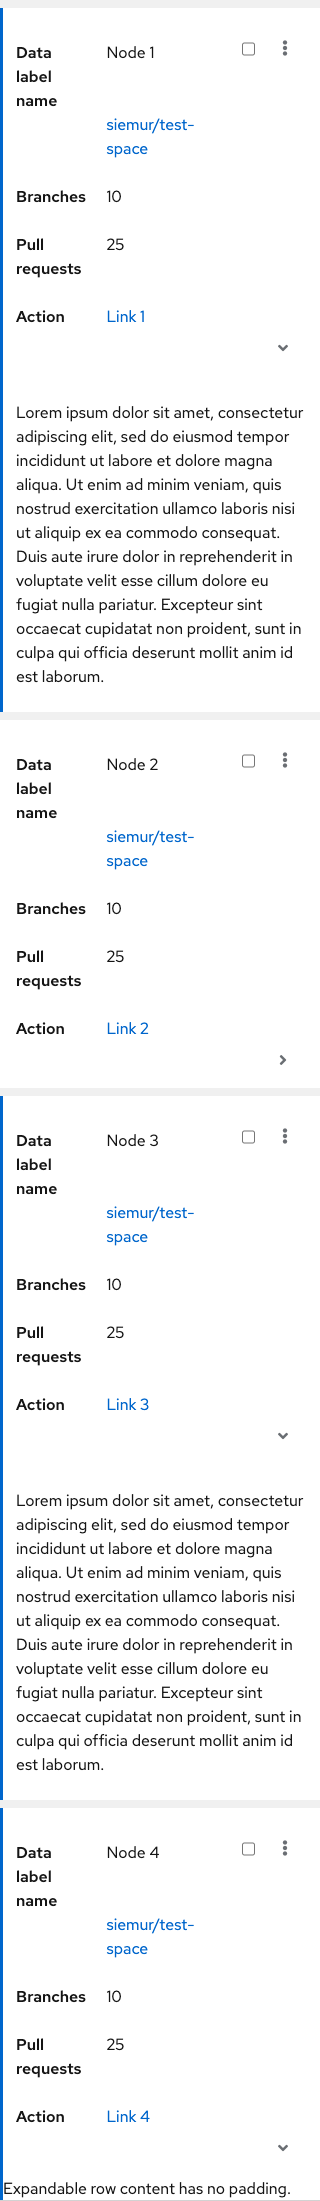 Data label name Node 1
siemur/test-space
Branches 10
Pull requests 25
Action Link 1
Lorem ipsum dolor sit amet, consectetur
adipiscing elit, sed do eiusmod tempor
incididunt ut labore et dolore magna
aliqua. Ut enim ad minim veniam, quis
nostrud exercitation ullamco laboris nisi
ut aliquip ex ea commodo consequat.
Duis aute irure dolor in reprehenderit in
voluptate velit esse cillum dolore eu
fugiat nulla pariatur. Excepteur sint
occaecat cupidatat non proident, sunt in
culpa qui officia deserunt mollit anim id
est laborum.
Data label name Node 2
siemur/test-space
Branches 10
Pull requests 25
Action Link 2
Data label name Node 3
siemur/test-space
Branches 10
Pull requests 25
Action Link 3
Lorem ipsum dolor sit amet, consectetur
adipiscing elit, sed do eiusmod tempor
incididunt ut labore et dolore magna
aliqua. Ut enim ad minim veniam, quis
nostrud exercitation ullamco laboris nisi
ut aliquip ex ea commodo consequat.
Duis aute irure dolor in reprehenderit in
voluptate velit esse cillum dolore eu
fugiat nulla pariatur. Excepteur sint
occaecat cupidatat non proident, sunt in
culpa qui officia deserunt mollit anim id
est laborum.
Data label name Node 4
siemur/test-space
Branches 10
Pull requests 25
Action Link 4
Expandable row content has no padding.